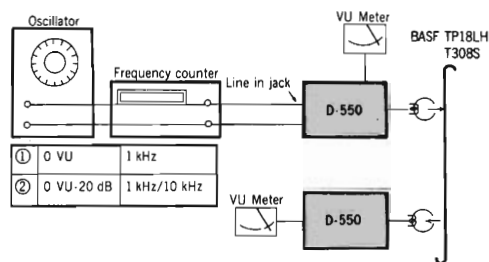 Oscillator
VU Meter
BASF TP18LH
T308S
Frequency counter
Line in jack
D-550
① 0 VU 1 kHz
② 0 VU-20 dB 1 kHz/10 kHz
VU Meter
D-550